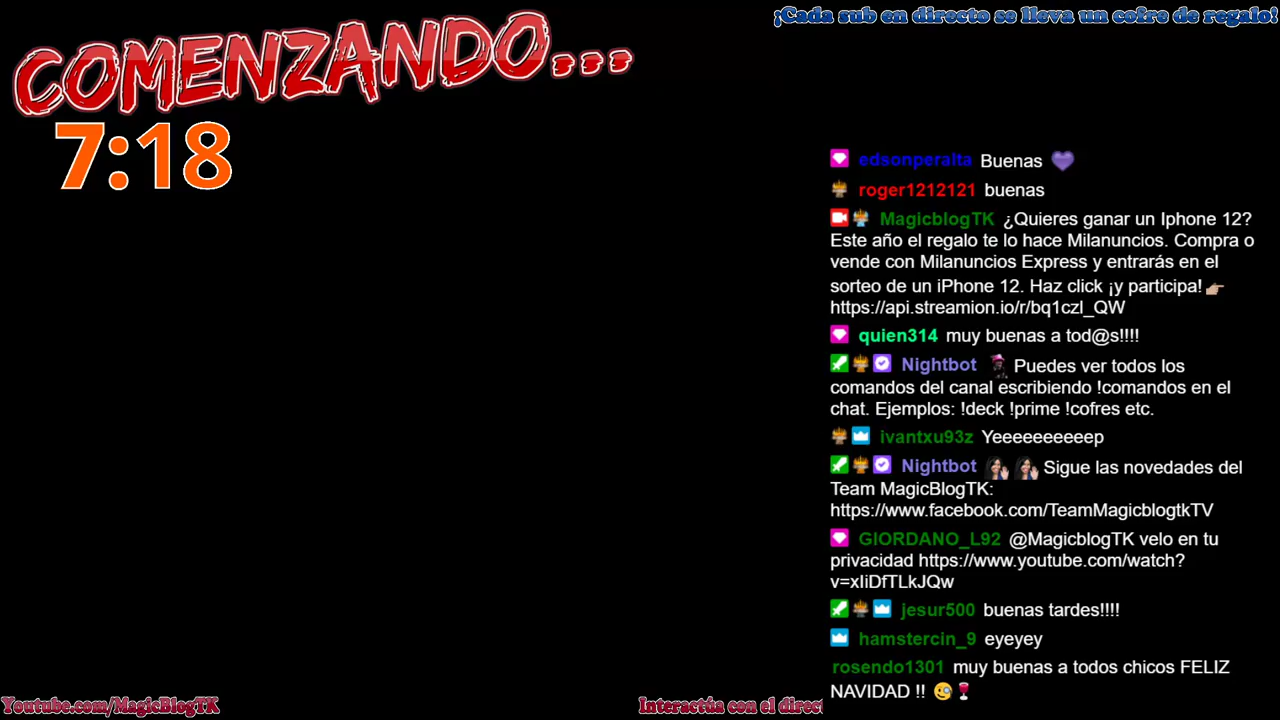 ¡Cada sub en directo se lleva un cofre de regalo!
COMENZANDO...
7:18
edsonperalta Buenas 💜
roger1212121 buenas
MagicblogTK ¿Quieres ganar un Iphone 12?
Este año el regalo te lo hace Milanuncios. Compra o
vende con Milanuncios Express y entrarás en el
sorteo de un iPhone 12. Haz click ¡y participa!👉🏼
https://api.streamion.io/r/bq1czl_QW
quien314 muy buenas a tod@s!!!!
Nightbot Puedes ver todos los
comandos del canal escribiendo !comandos en el
chat. Ejemplos: !deck !prime !cofres etc.
ivantxu93z Yeeeeeeeeep
Nightbot Sigue las novedades del
Team MagicBlogTK:
https://www.facebook.com/TeamMagicblogtkTV
GIORDANO_L92 @MagicblogTK velo en tu
privacidad https://www.youtube.com/watch?
v=xIiDfTLkJQw
jesur500 buenas tardes!!!!
hamstercin_9 eyeyey
rosendo1301 muy buenas a todos chicos FELIZ
NAVIDAD !! 🧐🍷
Youtube.com/MagicBlogTK
Interactúa con el direc